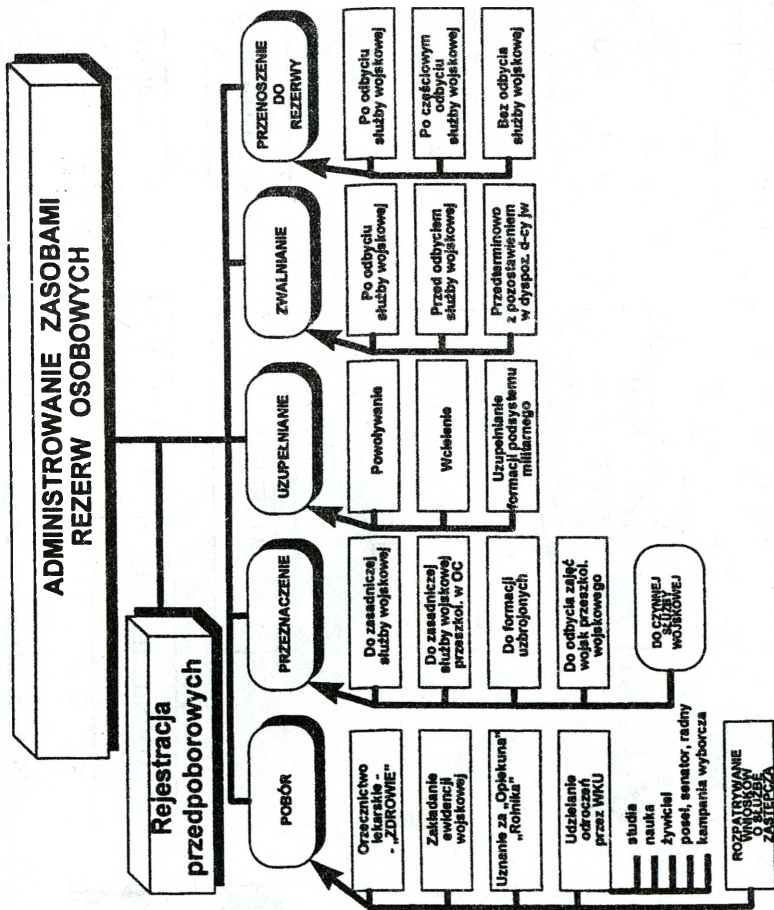 ADMINISTROWANIE ZASOBAMI
REZERW OSOBOWYCH
Rejestracja
przedpoborowych
POBÓR
Orzecznictwo
lekarskie -
- „ZDROWIE”
Zakładanie
ewidencji
wojskowej
Uznanie za „Opiekuna”
„Rolnika”
Udzielanie
odroczeń
przez WKU
studia
nauka
żywiciel
poseł, senator, radny
kampania wyborcza
ROZPATRYWANIE
WNIOSKÓW
O SŁUŻBĘ
ZASTĘPCZĄ
PRZEZNACZENIE
Do zasadniczej
służby wojskowej
Do zasadniczej
służby wojskowej
przeszkol. w OC
Do formacji
uzbrojonych
Do odbycia zajęć
wojsk przeszkol.
wojskowego
DO CZYNNEJ
SŁUŻBY
WOJSKOWEJ
UZUPEŁNIANIE
Powoływanie
Wcielenie
Uzupełnianie
formacji podsystemu
militarnego
ZWALNIANIE
Po odbyciu
służby wojskowej
Przed odbyciem
służby wojskowej
Przedterminowo
z pozostawieniem
w dyspoz. d-cy jw
PRZENOSZENIE
DO
REZERWY
Po odbyciu
służby wojskowej
Po częściowym
odbyciu
służby wojskowej
Bez odbycia
służby wojskowej